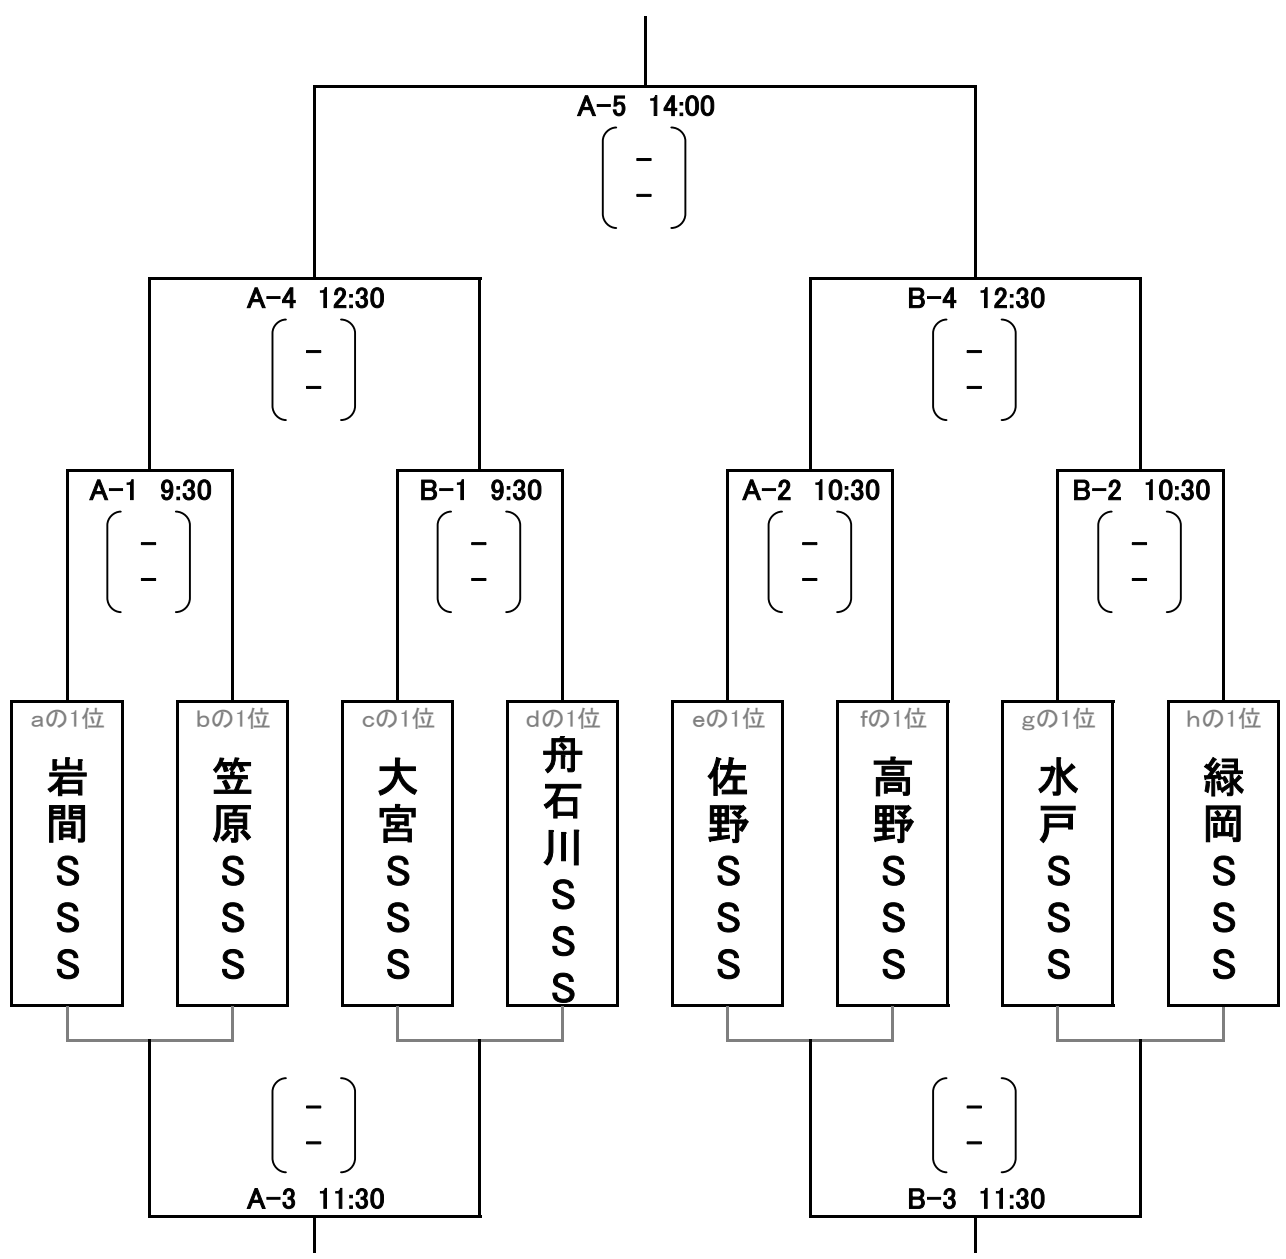 A-5 14:00
-
-
A-4 12:30
-
-
B-4 12:30
-
-
A-1 9:30
-
-
B-1 9:30
-
-
A-2 10:30
-
-
B-2 10:30
-
-
aの1位
岩間SSS
bの1位
笠原SSS
cの1位
大宮SSS
dの1位
舟石川SSS
eの1位
佐野SSS
fの1位
高野SSS
gの1位
水戸SSS
hの1位
緑岡SSS
-
-
A-3 11:30
-
-
B-3 11:30